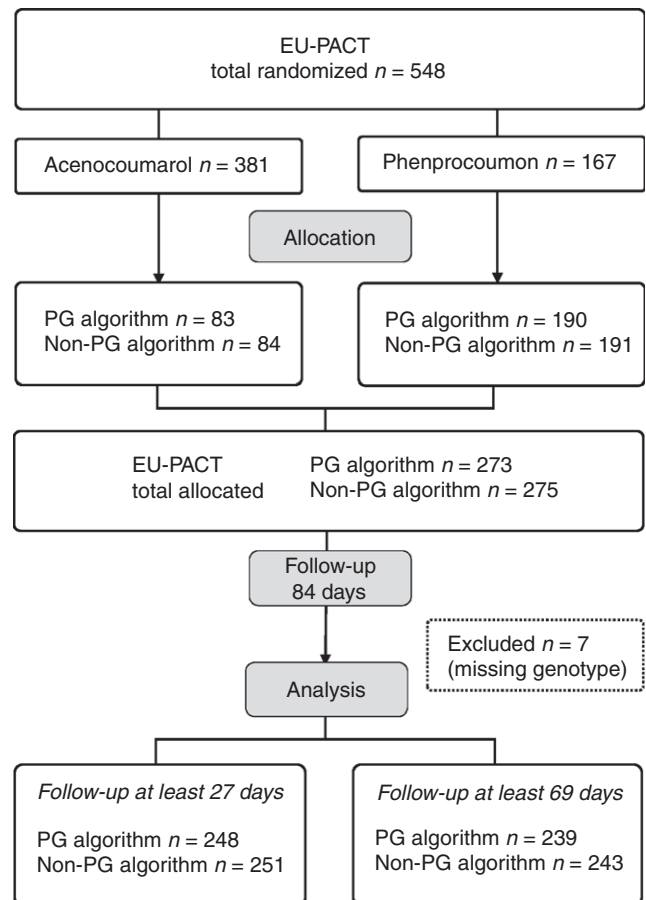 EU-PACT
total randomized n = 548
Acenocoumarol n = 381
Phenprocoumon n = 167
Allocation
PG algorithm n = 83
Non-PG algorithm n = 84
PG algorithm n = 190
Non-PG algorithm n = 191
EU-PACT
total allocated
PG algorithm n = 273
Non-PG algorithm n = 275
Follow-up
84 days
Excluded n = 7
(missing genotype)
Analysis
Follow-up at least 27 days
PG algorithm n = 248
Non-PG algorithm n = 251
Follow-up at least 69 days
PG algorithm n = 239
Non-PG algorithm n = 243